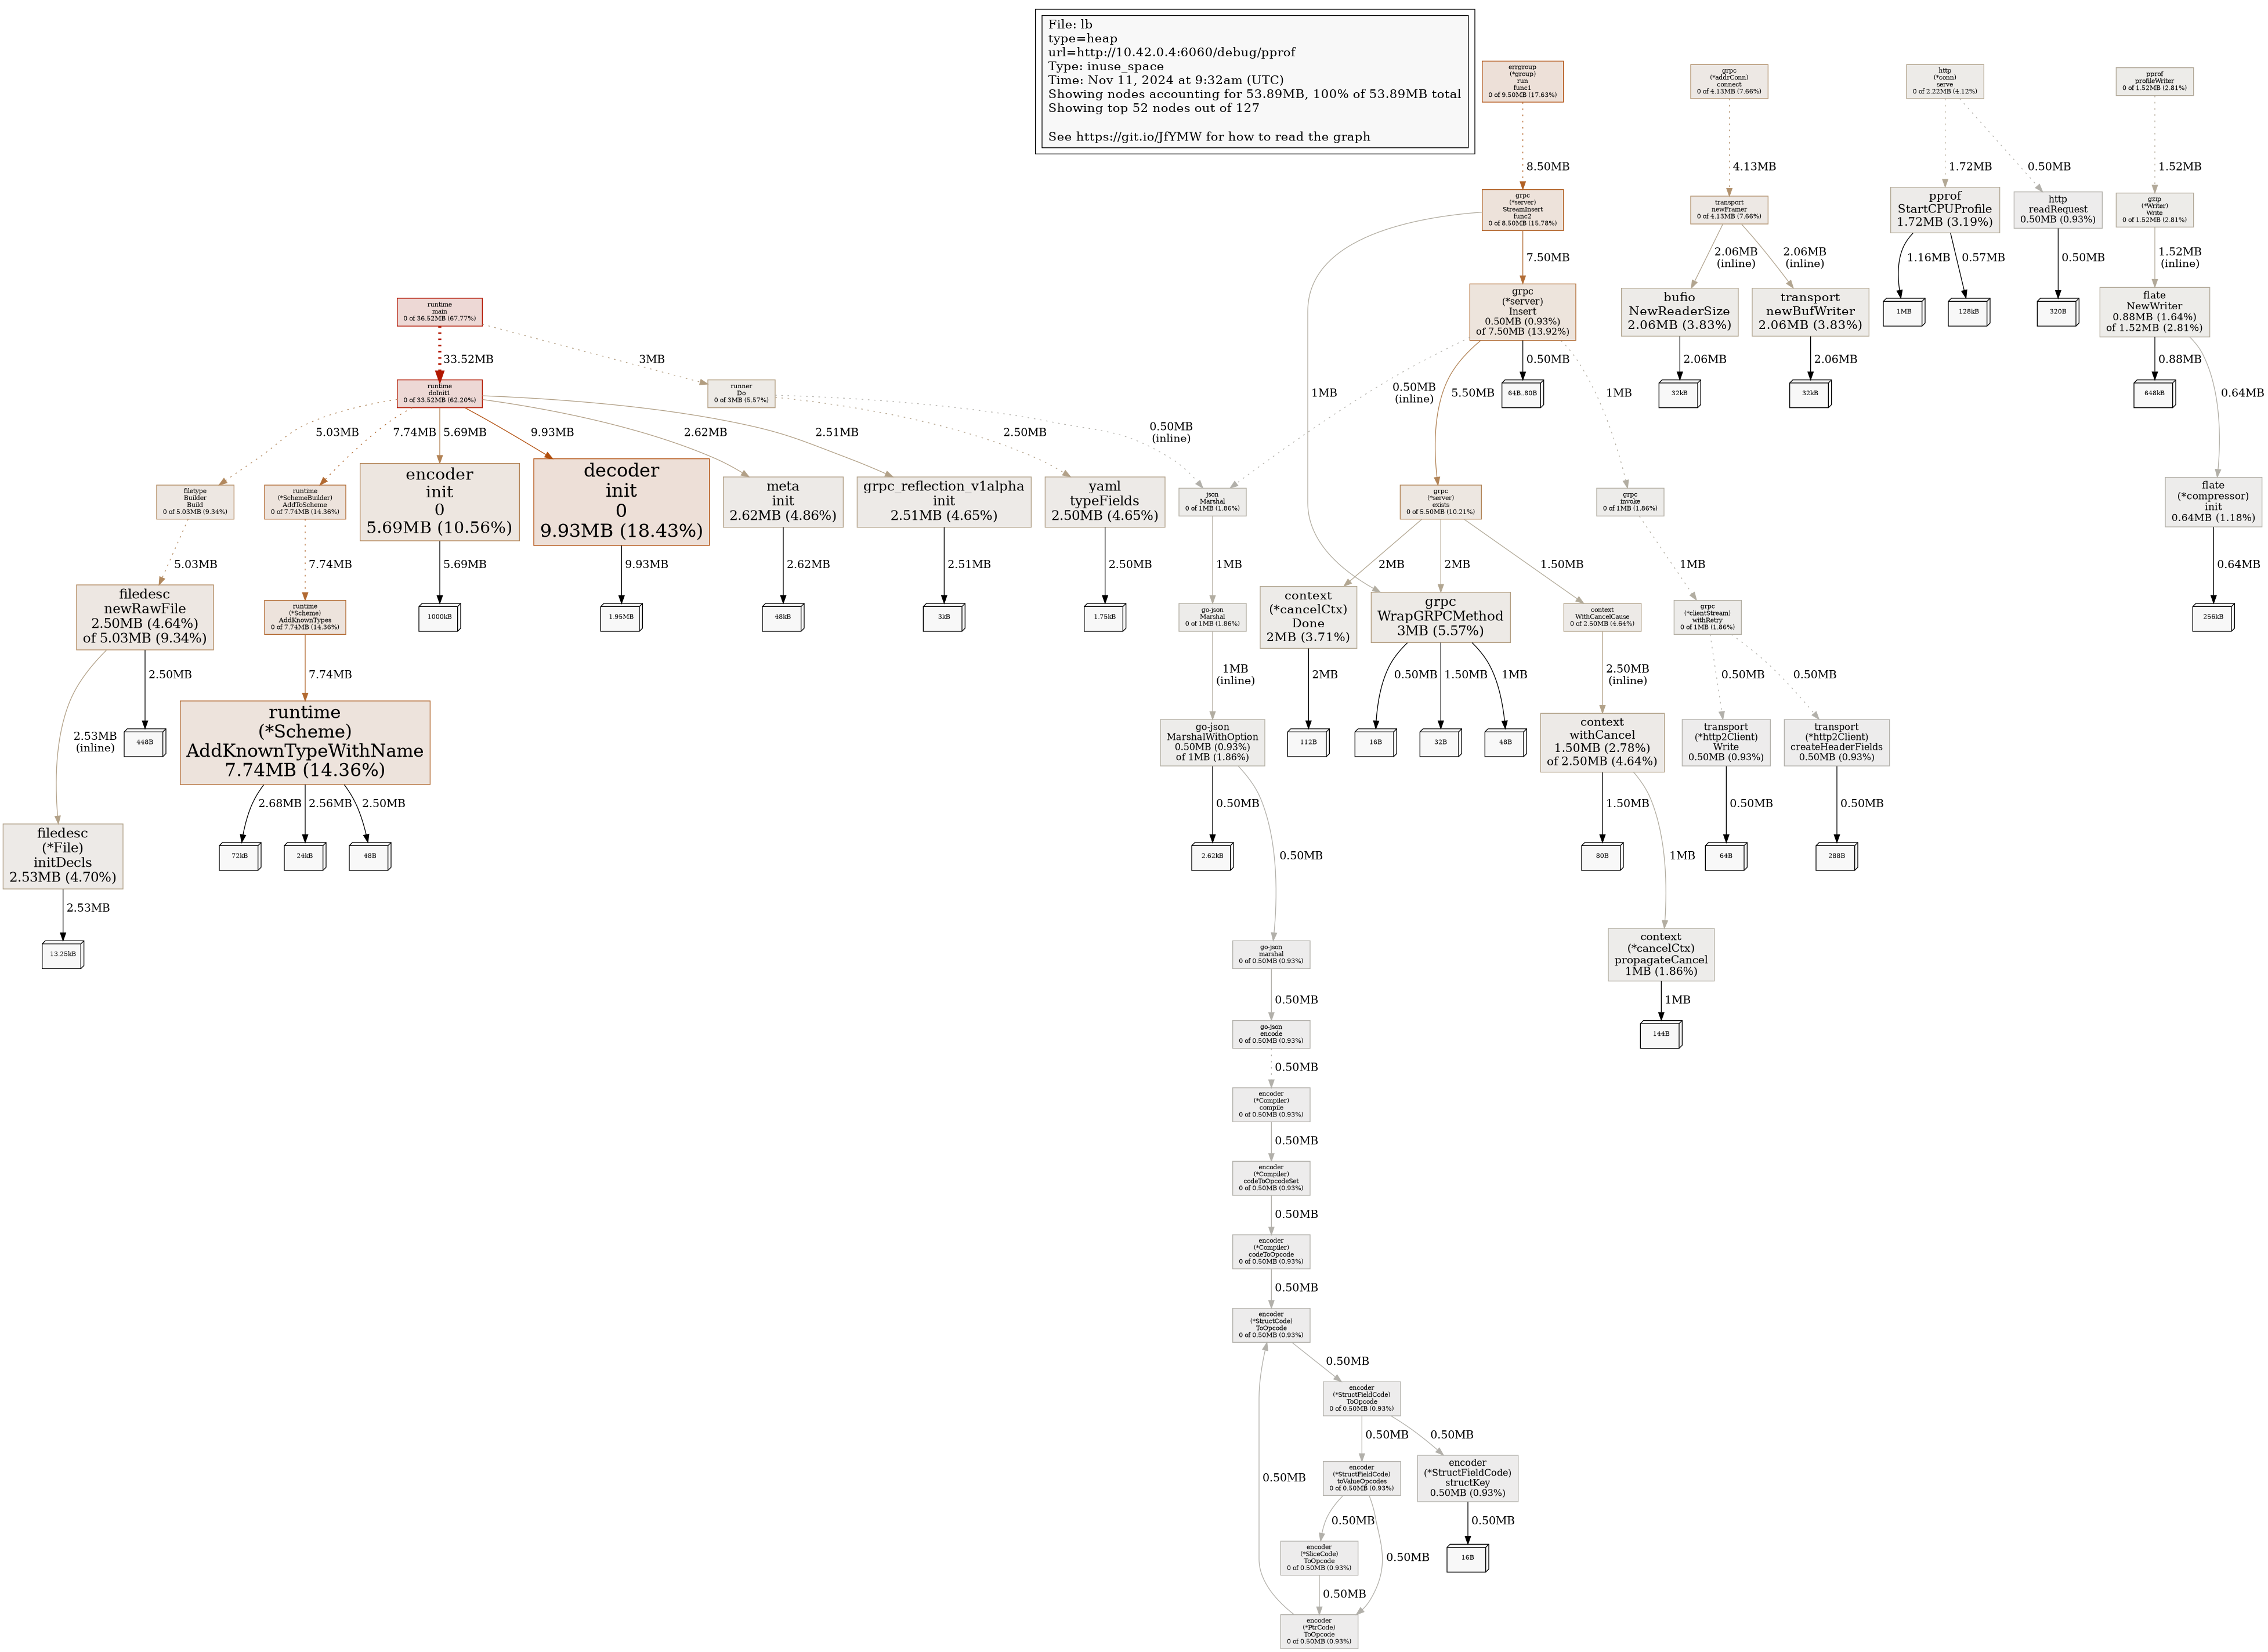 File: lb
type=heap
url=http://10.42.0.4:6060/debug/pprof
Type: inuse_space
Time: Nov 11, 2024 at 9:32am (UTC)
Showing nodes accounting for 53.89MB, 100% of 53.89MB total
Showing top 52 nodes out of 127
See https://git.io/JfYMW for how to read the graph
errgroup
(*group)
run
func1
0 of 9.50MB (17.63%)
grpc
(*addrConn)
connect
0 of 4.13MB (7.66%)
http
(*conn)
serve
0 of 2.22MB (4.12%)
pprof
profileWriter
0 of 1.52MB (2.81%)
8.50MB
4.13MB
1.72MB
0.50MB
1.52MB
grpc
(*server)
StreamInsert
func2
0 of 8.50MB (15.78%)
transport
newFramer
0 of 4.13MB (7.66%)
pprof
StartCPUProfile
1.72MB (3.19%)
http
readRequest
0.50MB (0.93%)
gzip
(*Writer)
Write
0 of 1.52MB (2.81%)
7.50MB
2.06MB
(inline)
2.06MB
(inline)
1.16MB
0.57MB
0.50MB
1.52MB
(inline)
runtime
main
0 of 36.52MB (67.77%)
grpc
(*server)
Insert
0.50MB (0.93%)
of 7.50MB (13.92%)
bufio
NewReaderSize
2.06MB (3.83%)
transport
newBufWriter
2.06MB (3.83%)
1MB
128kB
320B
flate
NewWriter
0.88MB (1.64%)
of 1.52MB (2.81%)
33.52MB
3MB
0.50MB
2.06MB
2.06MB
0.88MB
runtime
doInit1
0 of 33.52MB (62.20%)
runner
Do
0 of 3MB (5.57%)
1MB
0.50MB
(inline)
5.50MB
64B..80B
1MB
32kB
32kB
648kB
0.64MB
5.03MB
7.74MB
5.69MB
9.93MB
2.62MB
2.51MB
2.50MB
0.50MB
(inline)
filetype
Builder
Build
0 of 5.03MB (9.34%)
runtime
(*SchemeBuilder)
AddToScheme
0 of 7.74MB (14.36%)
encoder
init
0
5.69MB (10.56%)
decoder
init
0
9.93MB (18.43%)
meta
init
2.62MB (4.86%)
grpc_reflection_v1alpha
init
2.51MB (4.65%)
yaml
typeFields
2.50MB (4.65%)
json
Marshal
0 of 1MB (1.86%)
grpc
(*server)
exists
0 of 5.50MB (10.21%)
grpc
invoke
0 of 1MB (1.86%)
flate
(*compressor)
init
0.64MB (1.18%)
5.03MB
7.74MB
5.69MB
9.93MB
2.62MB
2.51MB
2.50MB
1MB
2MB
2MB
1.50MB
1MB
0.64MB
filedesc
newRawFile
2.50MB (4.64%)
of 5.03MB (9.34%)
runtime
(*Scheme)
AddKnownTypes
0 of 7.74MB (14.36%)
1000kB
1.95MB
48kB
3kB
1.75kB
go-json
Marshal
0 of 1MB (1.86%)
context
(*cancelCtx)
Done
2MB (3.71%)
grpc
WrapGRPCMethod
3MB (5.57%)
context
WithCancelCause
0 of 2.50MB (4.64%)
grpc
(*clientStream)
withRetry
0 of 1MB (1.86%)
256kB
2.53MB
(inline)
2.50MB
7.74MB
1MB
(inline)
2MB
0.50MB
1.50MB
1MB
2.50MB
(inline)
0.50MB
0.50MB
448B
runtime
(*Scheme)
AddKnownTypeWithName
7.74MB (14.36%)
go-json
MarshalWithOption
0.50MB (0.93%)
of 1MB (1.86%)
112B
16B
32B
48B
context
withCancel
1.50MB (2.78%)
of 2.50MB (4.64%)
transport
(*http2Client)
Write
0.50MB (0.93%)
transport
(*http2Client)
createHeaderFields
0.50MB (0.93%)
2.68MB
2.56MB
2.50MB
0.50MB
0.50MB
1.50MB
1MB
0.50MB
0.50MB
filedesc
(*File)
initDecls
2.53MB (4.70%)
72kB
24kB
48B
2.62kB
80B
64B
288B
2.53MB
13.25kB
go-json
marshal
0 of 0.50MB (0.93%)
context
(*cancelCtx)
propagateCancel
1MB (1.86%)
0.50MB
1MB
go-json
encode
0 of 0.50MB (0.93%)
144B
0.50MB
encoder
(*Compiler)
compile
0 of 0.50MB (0.93%)
0.50MB
encoder
(*Compiler)
codeToOpcodeSet
0 of 0.50MB (0.93%)
0.50MB
encoder
(*Compiler)
codeToOpcode
0 of 0.50MB (0.93%)
0.50MB
encoder
(*StructCode)
ToOpcode
0 of 0.50MB (0.93%)
0.50MB
encoder
(*StructFieldCode)
ToOpcode
0 of 0.50MB (0.93%)
0.50MB
0.50MB
0.50MB
encoder
(*StructFieldCode)
toValueOpcodes
0 of 0.50MB (0.93%)
encoder
(*StructFieldCode)
structKey
0.50MB (0.93%)
0.50MB
0.50MB
0.50MB
encoder
(*SliceCode)
ToOpcode
0 of 0.50MB (0.93%)
16B
0.50MB
encoder
(*PtrCode)
ToOpcode
0 of 0.50MB (0.93%)